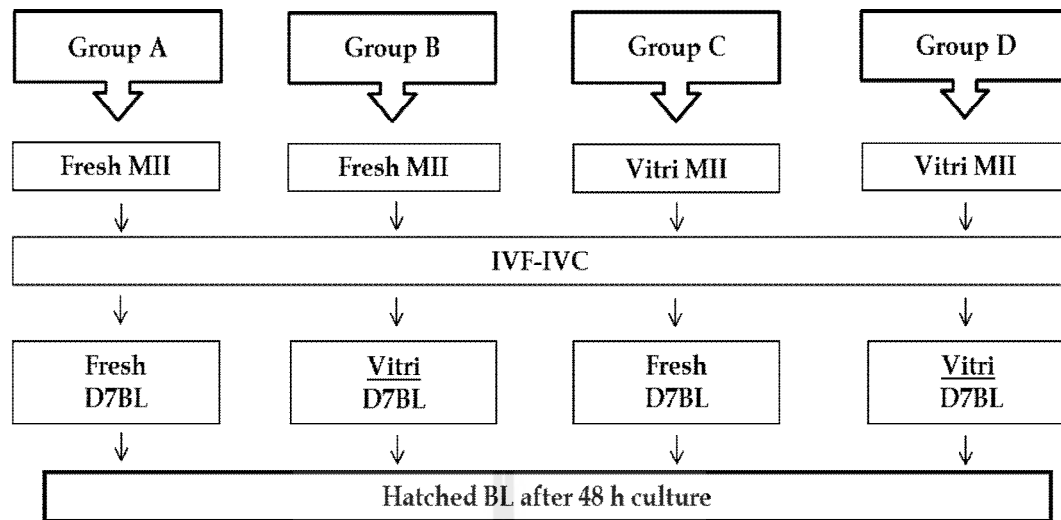 Group A
Group B
Group C
Group D
Fresh MII
Fresh MII
Vitri MII
Vitri MII
IVF-IVC
Fresh
D7BL
Vitri
D7BL
Fresh
D7BL
Vitri
D7BL
Hatched BL after 48 h culture